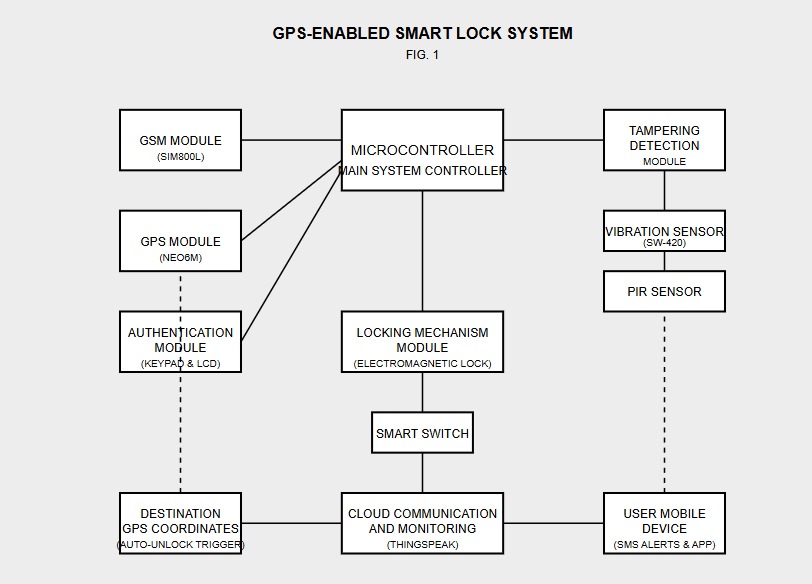 GPS-ENABLED SMART LOCK SYSTEM
FIG. 1
GSM MODULE
(SIM800L)
MICROCONTROLLER
MAIN SYSTEM CONTROLLER
TAMPERING
DETECTION
MODULE
GPS MODULE
(NEO6M)
VIBRATION SENSOR
(SW-420)
PIR SENSOR
AUTHENTICATION
MODULE
(KEYPAD & LCD)
LOCKING MECHANISM
MODULE
(ELECTROMAGNETIC LOCK)
SMART SWITCH
DESTINATION
GPS COORDINATES
(AUTO-UNLOCK TRIGGER)
CLOUD COMMUNICATION
AND MONITORING
(THINGSPEAK)
USER MOBILE
DEVICE
(SMS ALERTS & APP)